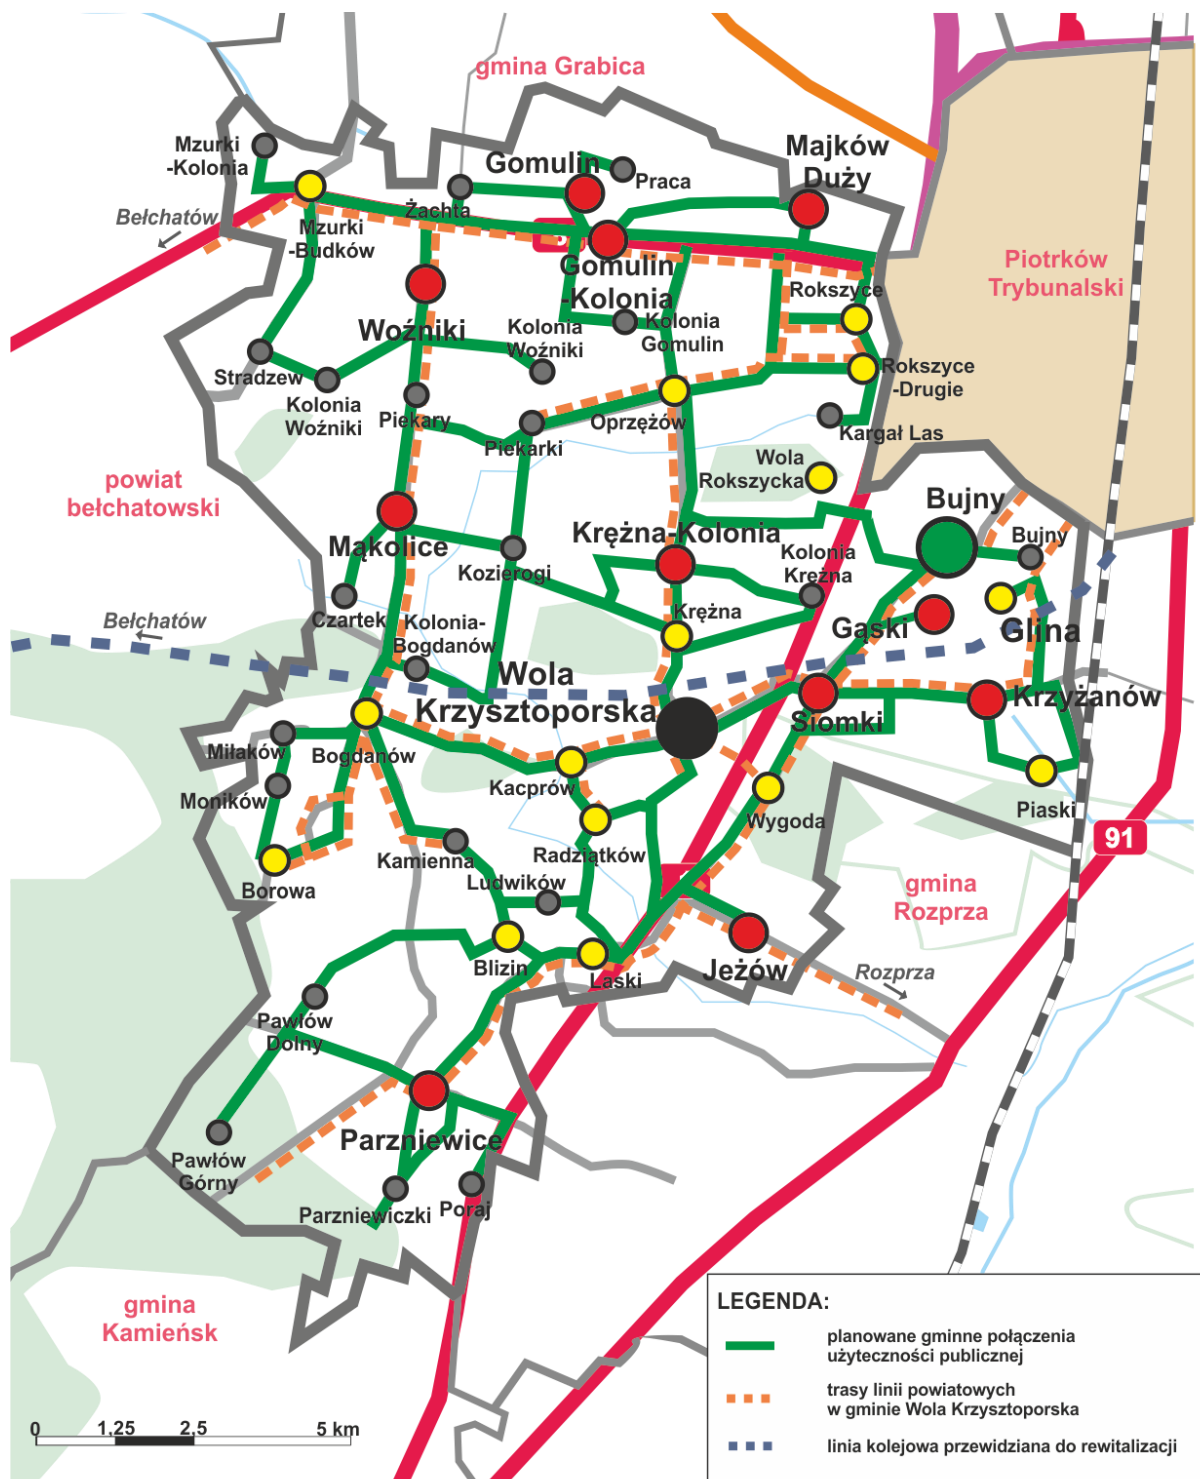 gmina Grabica
Mzurki
-Kolonia
Gomulin
Praca
Majków
Duży
Bełchatów
Żachta
Mzurki
-Budków
Gomulin
-Kolonia
Piotrków
Trybunalski
Rokszyce
Woźniki
Kolonia
Woźniki
Kolonia
Gomulin
Stradzew
Kolonia
Woźniki
Piekary
Piekarki
Oprzężów
Rokszyce
-Drugie
Kargał Las
powiat
bełchatowski
Wola
Rokszycka
Bujny
Bujny
Mąkolice
Kozierogi
Krężna-Kolonia
Kolonia
Krężna
Czartek
Bełchatów
Kolonia-
Bogdanów
Krężna
Gąski
Glina
Wola
Krzysztoporska
Siomki
Krzyżanów
Miłaków
Bogdanów
Moników
Kacprów
Wygoda
Piaski
91
Borowa
Kamienna
Radziątków
Ludwików
gmina
Rozprza
Blizin
Laski
Jeżów
Rozprza
Pawłów
Dolny
Parzniewice
Pawłów
Górny
Parzniewiczki
Poraj
gmina
Kamieńsk
LEGENDA:
planowane gminne połączenia
użyteczności publicznej
trasy linii powiatowych
w gminie Wola Krzysztoporska
linia kolejowa przewidziana do rewitalizacji
0 1,25 2,5 5 km